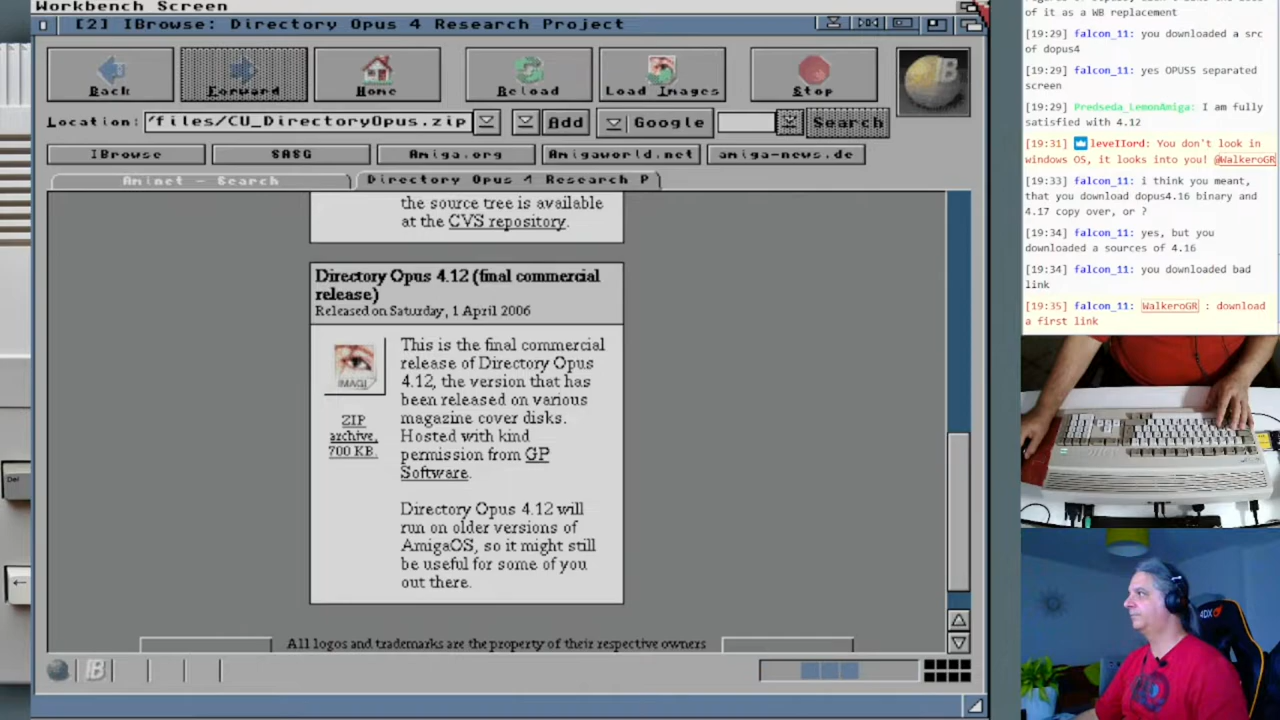 Workbench Screen
[2] IBrowse: Directory Opus 4 Research Project
Back
Forward
Home
Reload
Load Images
Stop
Location: /files/CU_DirectoryOpus.zip
Add
Google
Search
IBrowse
SASG
Amiga.org
Amigaworld.net
amiga-news.de
Aminet - Search
Directory Opus 4 Research P
the source tree is available
at the CVS repository.
Directory Opus 4.12 (final commercial
release)
Released on Saturday, 1 April 2006
IMAGI
ZIP
archive,
700 KB.
This is the final commercial
release of Directory Opus
4.12, the version that has
been released on various
magazine cover disks.
Hosted with kind
permission from GP
Software.
Directory Opus 4.12 will
run on older versions of
AmigaOS, so it might still
be useful for some of you
out there.
All logos and trademarks are the property of their respective owners
Del
of it as a WB replacement
[19:29] falcon_11: you downloaded a src
of dopus4
[19:29] falcon_11: yes OPUS5 separated
screen
[19:29] Predseda_LemonAmiga: I am fully
satisfied with 4.12
[19:31] levellord: You don't look in
windows OS, it looks into you! @WalkeroGR
[19:33] falcon_11: i think you meant,
that you download dopus4.16 binary and
4.17 copy over, or ?
[19:34] falcon_11: yes, but you
downloaded a sources of 4.16
[19:34] falcon_11: you downloaded bad
link
[19:35] falcon_11: WalkeroGR : download
a first link
4DX